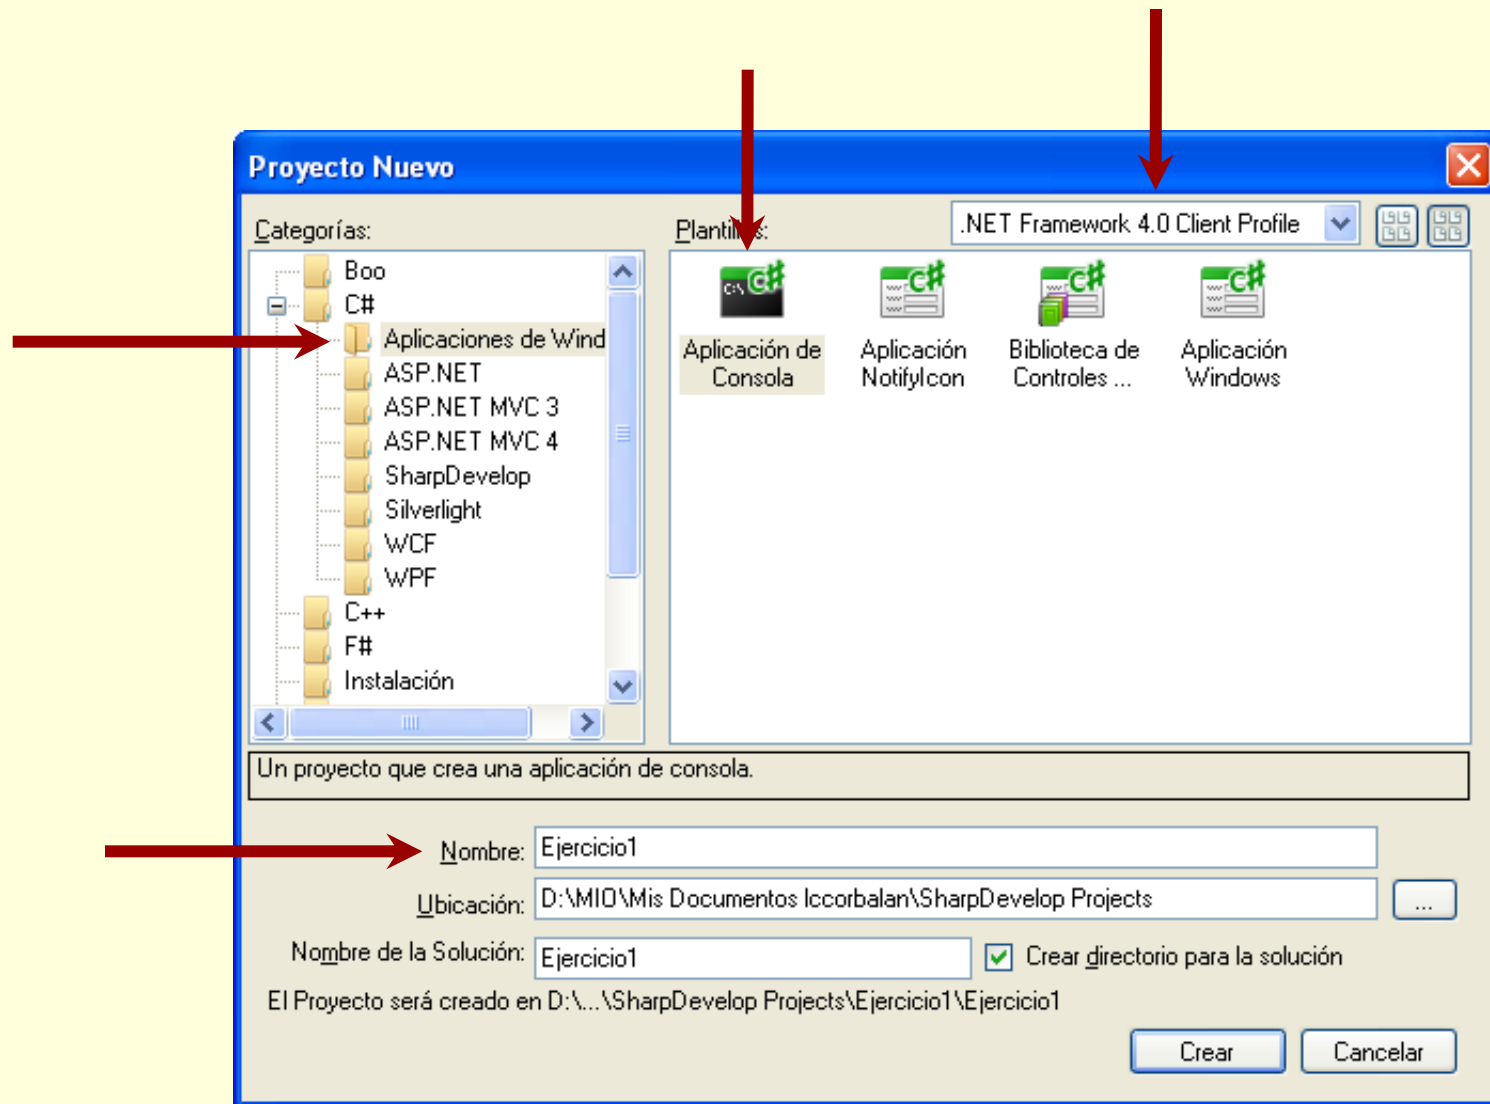 Proyecto Nuevo
Categorías:
Plantillas:
.NET Framework 4.0 Client Profile
Boo
C#
Aplicaciones de Wind
ASP.NET
ASP.NET MVC 3
ASP.NET MVC 4
SharpDevelop
Silverlight
WCF
WPF
C++
F#
Instalación
C:\ C#
C#
C#
C#
Aplicación de
Consola
Aplicación
NotifyIcon
Biblioteca de
Controles ...
Aplicación
Windows
Un proyecto que crea una aplicación de consola.
Nombre: Ejercicio1
Ubicación: D:\MIO\Mis Documentos lccorbalan\SharpDevelop Projects
...
Nombre de la Solución: Ejercicio1
Crear directorio para la solución
El Proyecto será creado en D:\...\SharpDevelop Projects\Ejercicio1\Ejercicio1
Crear
Cancelar